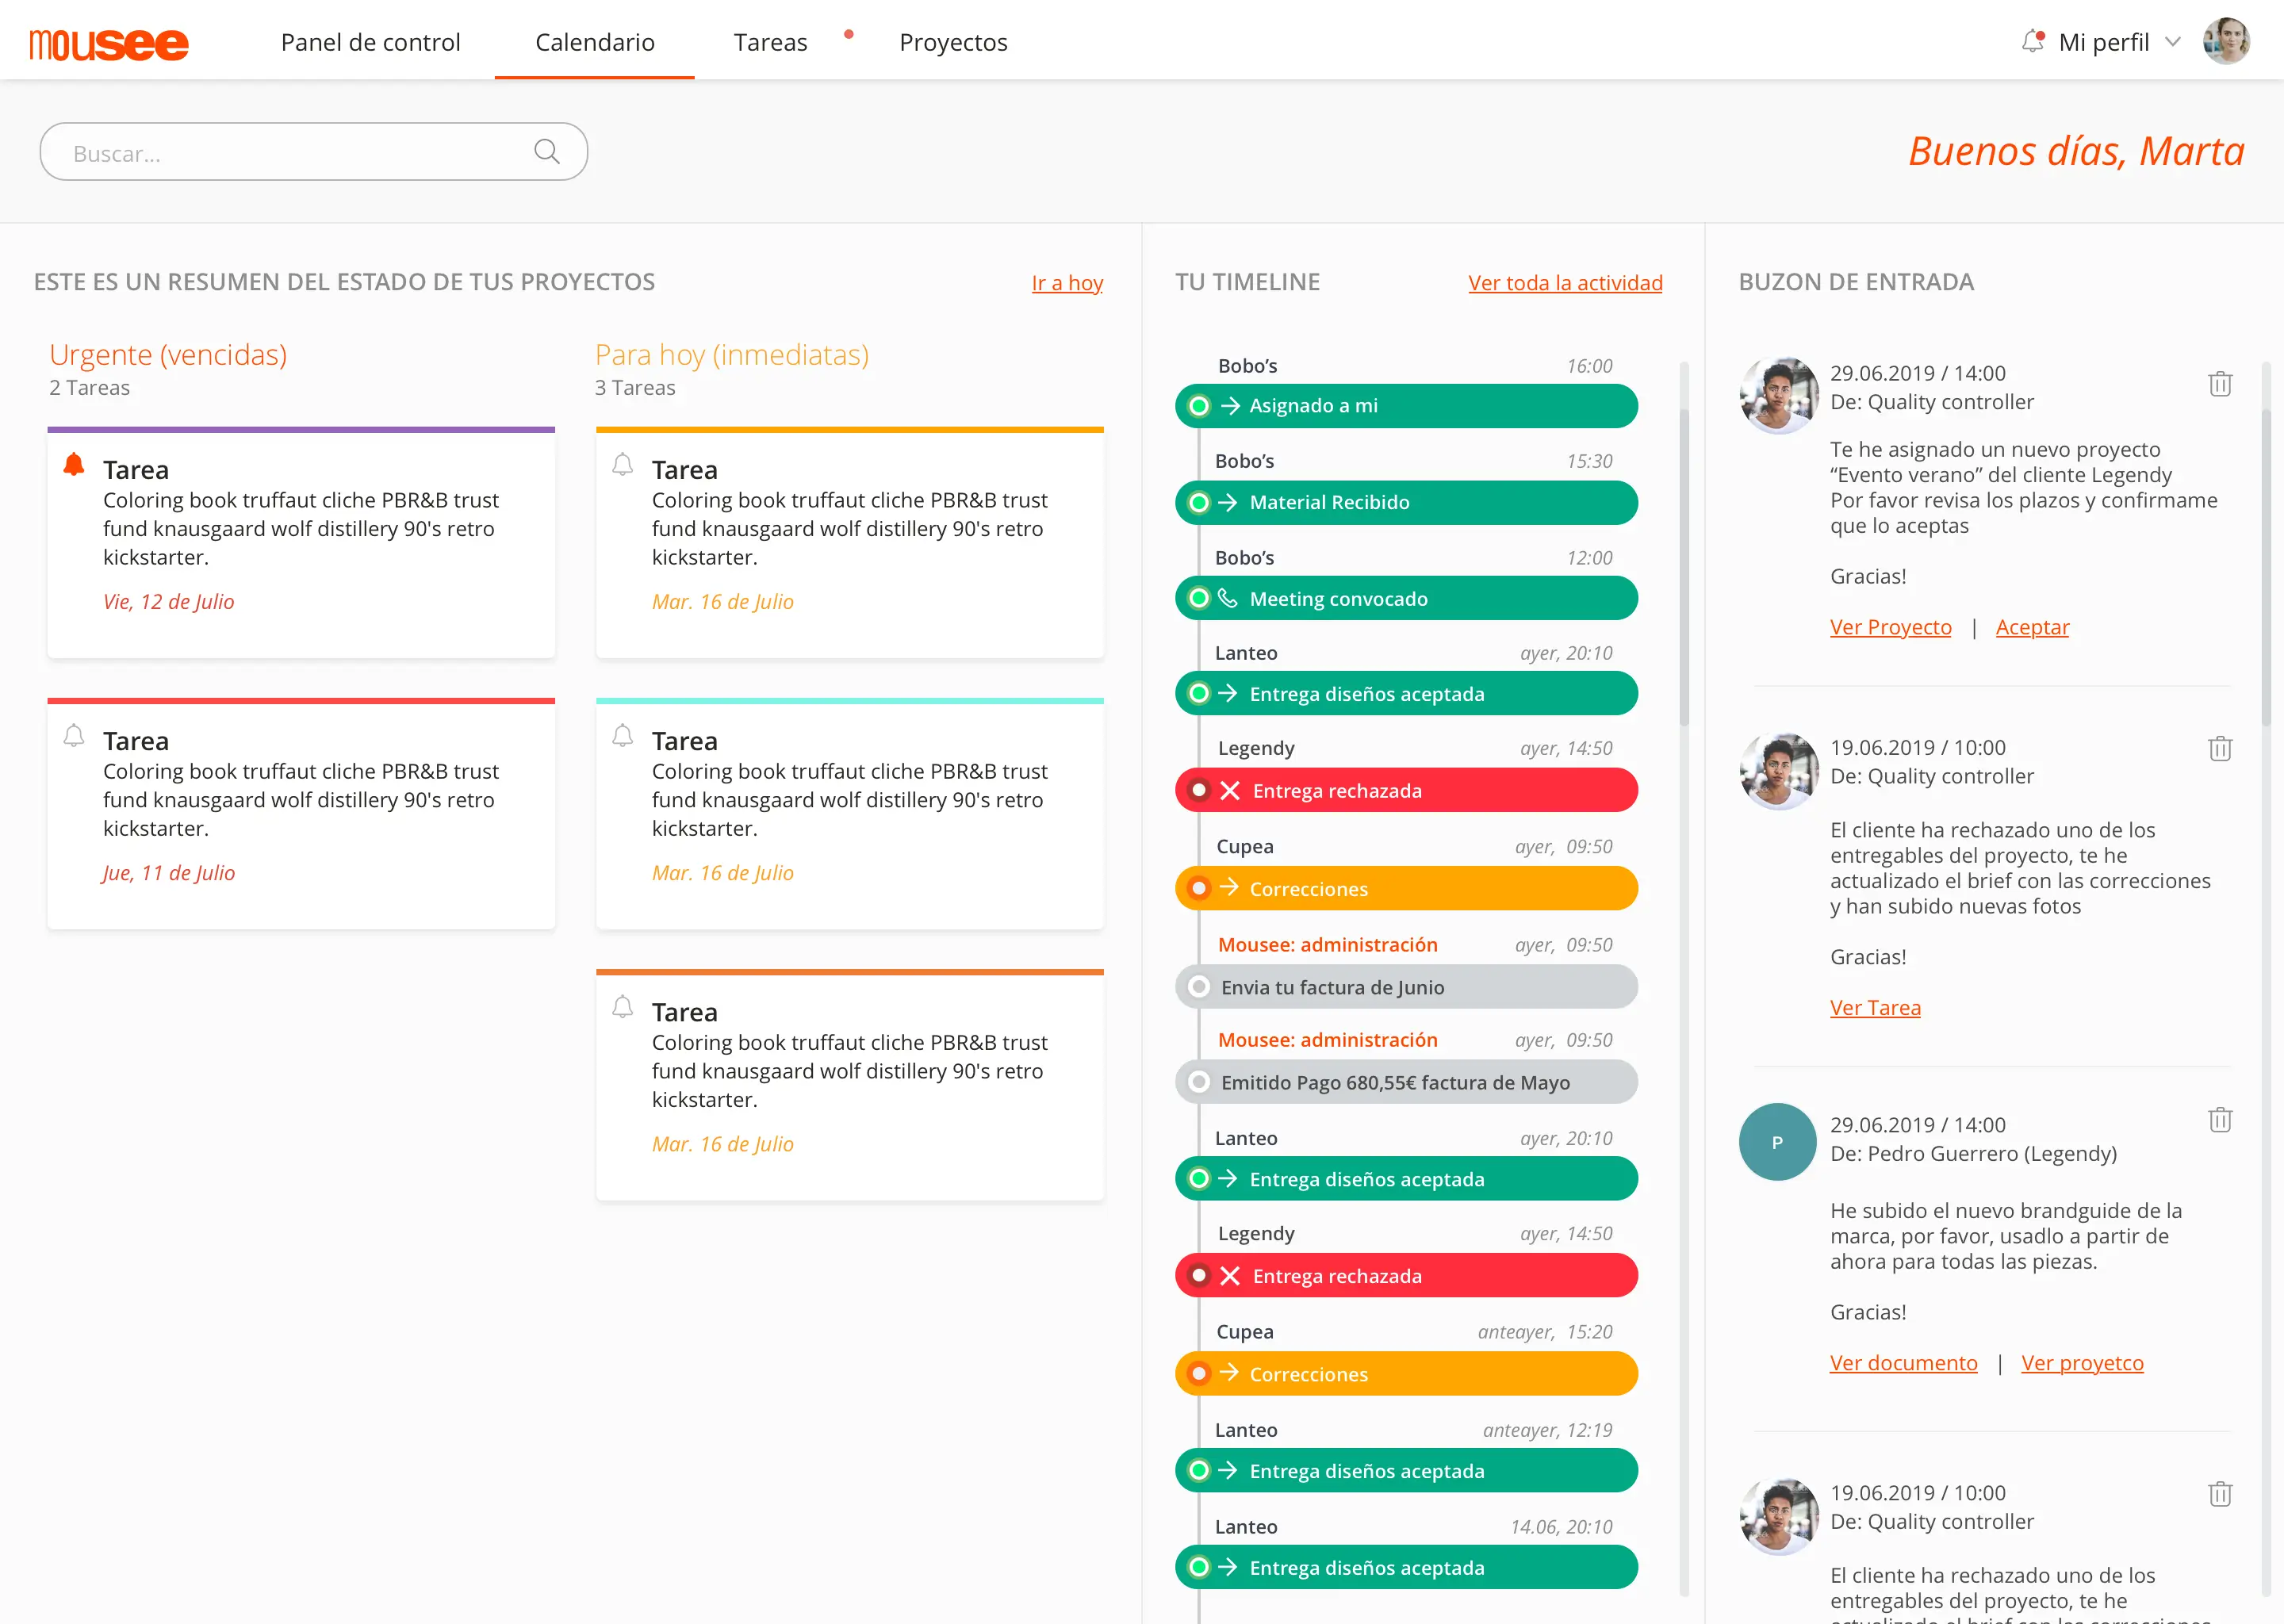 mousee
Panel de control
Calendario
Tareas
Proyectos
Mi perfil
Buscar...
Buenos días, Marta
ESTE ES UN RESUMEN DEL ESTADO DE TUS PROYECTOS
Ir a hoy
Urgente (vencidas)
2 Tareas
Tarea
Coloring book truffaut cliche PBR&B trust
fund knausgaard wolf distillery 90's retro
kickstarter.
Vie, 12 de Julio
Tarea
Coloring book truffaut cliche PBR&B trust
fund knausgaard wolf distillery 90's retro
kickstarter.
Jue, 11 de Julio
Para hoy (inmediatas)
3 Tareas
Tarea
Coloring book truffaut cliche PBR&B trust
fund knausgaard wolf distillery 90's retro
kickstarter.
Mar. 16 de Julio
Tarea
Coloring book truffaut cliche PBR&B trust
fund knausgaard wolf distillery 90's retro
kickstarter.
Mar. 16 de Julio
Tarea
Coloring book truffaut cliche PBR&B trust
fund knausgaard wolf distillery 90's retro
kickstarter.
Mar. 16 de Julio
TU TIMELINE
Ver toda la actividad
Bobo’s 16:00
Asignado a mi
Bobo’s 15:30
Material Recibido
Bobo’s 12:00
Meeting convocado
Lanteo ayer, 20:10
Entrega diseños aceptada
Legendy ayer, 14:50
Entrega rechazada
Cupea ayer, 09:50
Correcciones
Mousee: administración ayer, 09:50
Envia tu factura de Junio
Mousee: administración ayer, 09:50
Emitido Pago 680,55€ factura de Mayo
Lanteo ayer, 20:10
Entrega diseños aceptada
Legendy ayer, 14:50
Entrega rechazada
Cupea anteayer, 15:20
Correcciones
Lanteo anteayer, 12:19
Entrega diseños aceptada
Lanteo 14.06, 20:10
Entrega diseños aceptada
BUZON DE ENTRADA
29.06.2019 / 14:00
De: Quality controller
Te he asignado un nuevo proyecto
“Evento verano” del cliente Legendy
Por favor revisa los plazos y confirmame
que lo aceptas
Gracias!
Ver Proyecto | Aceptar
19.06.2019 / 10:00
De: Quality controller
El cliente ha rechazado uno de los
entregables del proyecto, te he
actualizado el brief con las correcciones
y han subido nuevas fotos
Gracias!
Ver Tarea
P
29.06.2019 / 14:00
De: Pedro Guerrero (Legendy)
He subido el nuevo brandguide de la
marca, por favor, usadlo a partir de
ahora para todas las piezas.
Gracias!
Ver documento | Ver proyetco
19.06.2019 / 10:00
De: Quality controller
El cliente ha rechazado uno de los
entregables del proyecto, te he
actualizado el brief con las correcciones